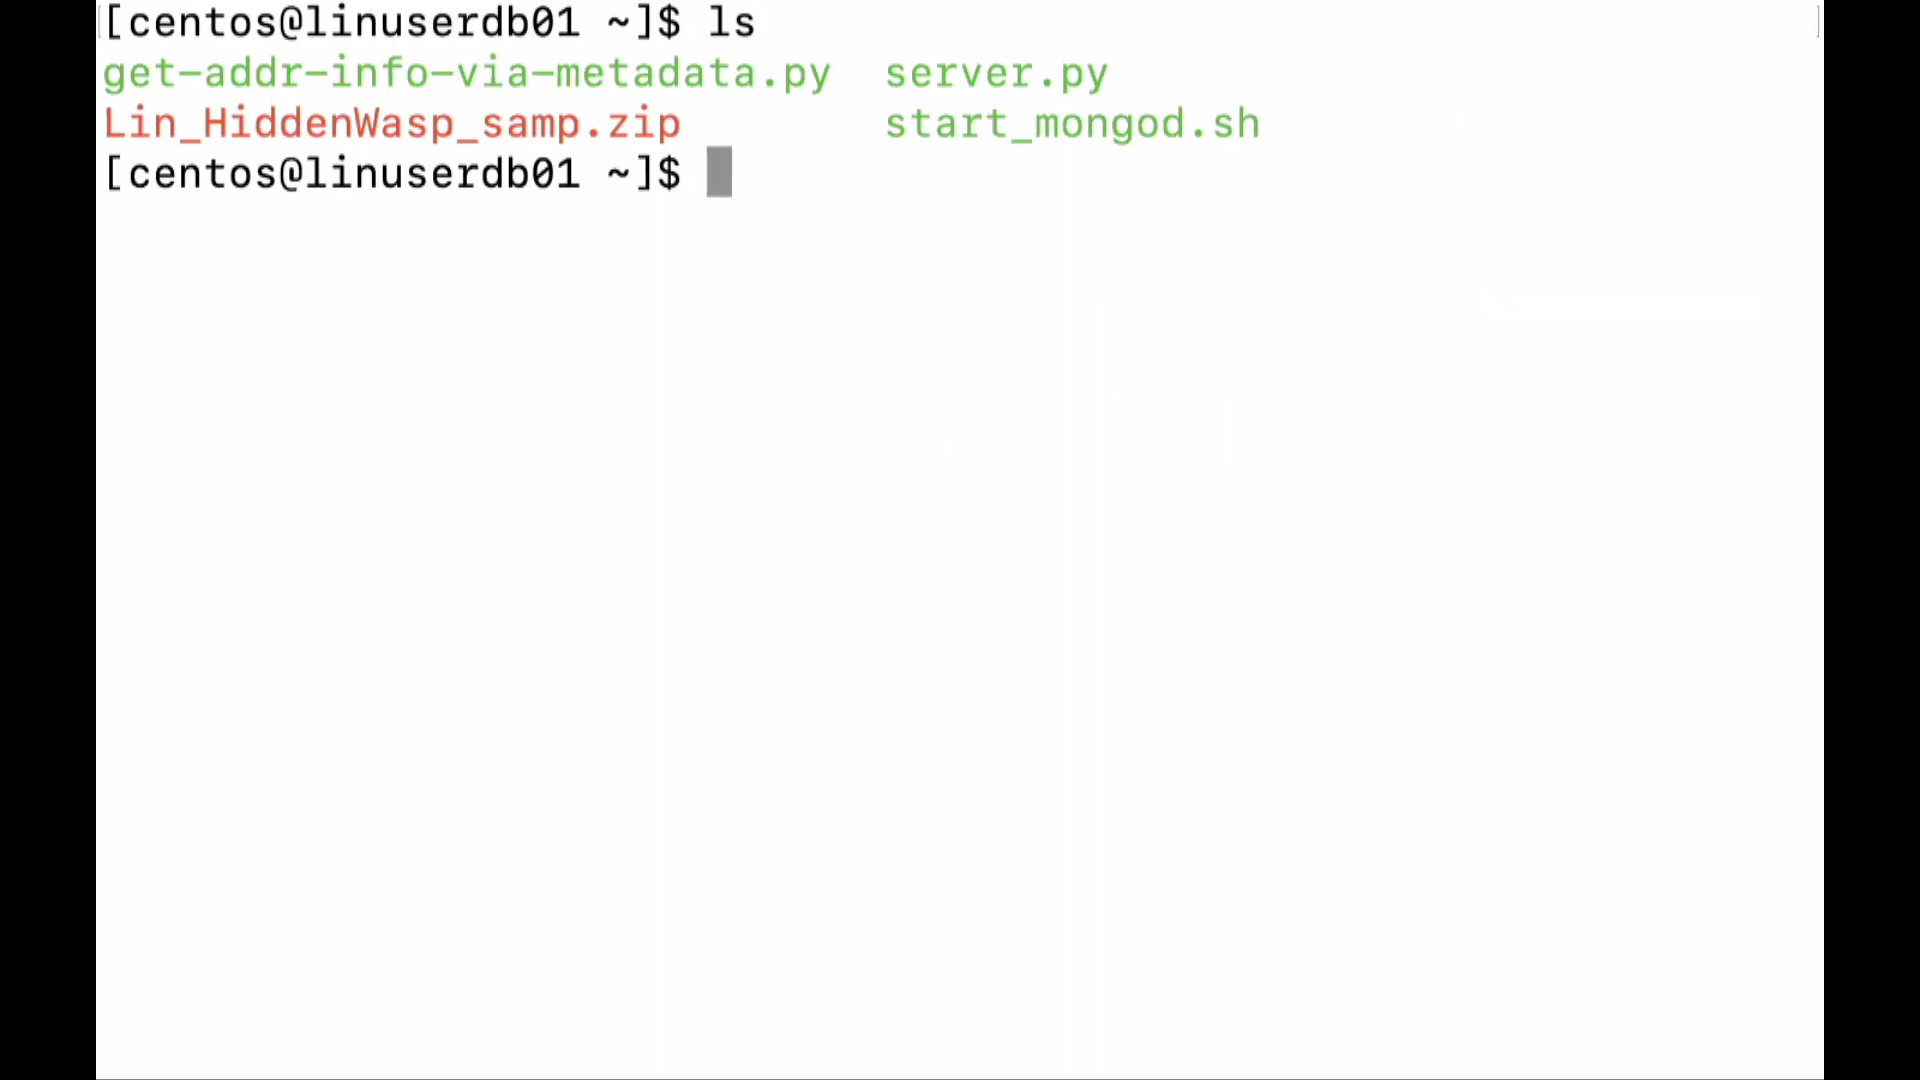 [centos@linuserdb01 ~]$ ls
get-addr-info-via-metadata.py  server.py
Lin_HiddenWasp_samp.zip        start_mongod.sh
[centos@linuserdb01 ~]$